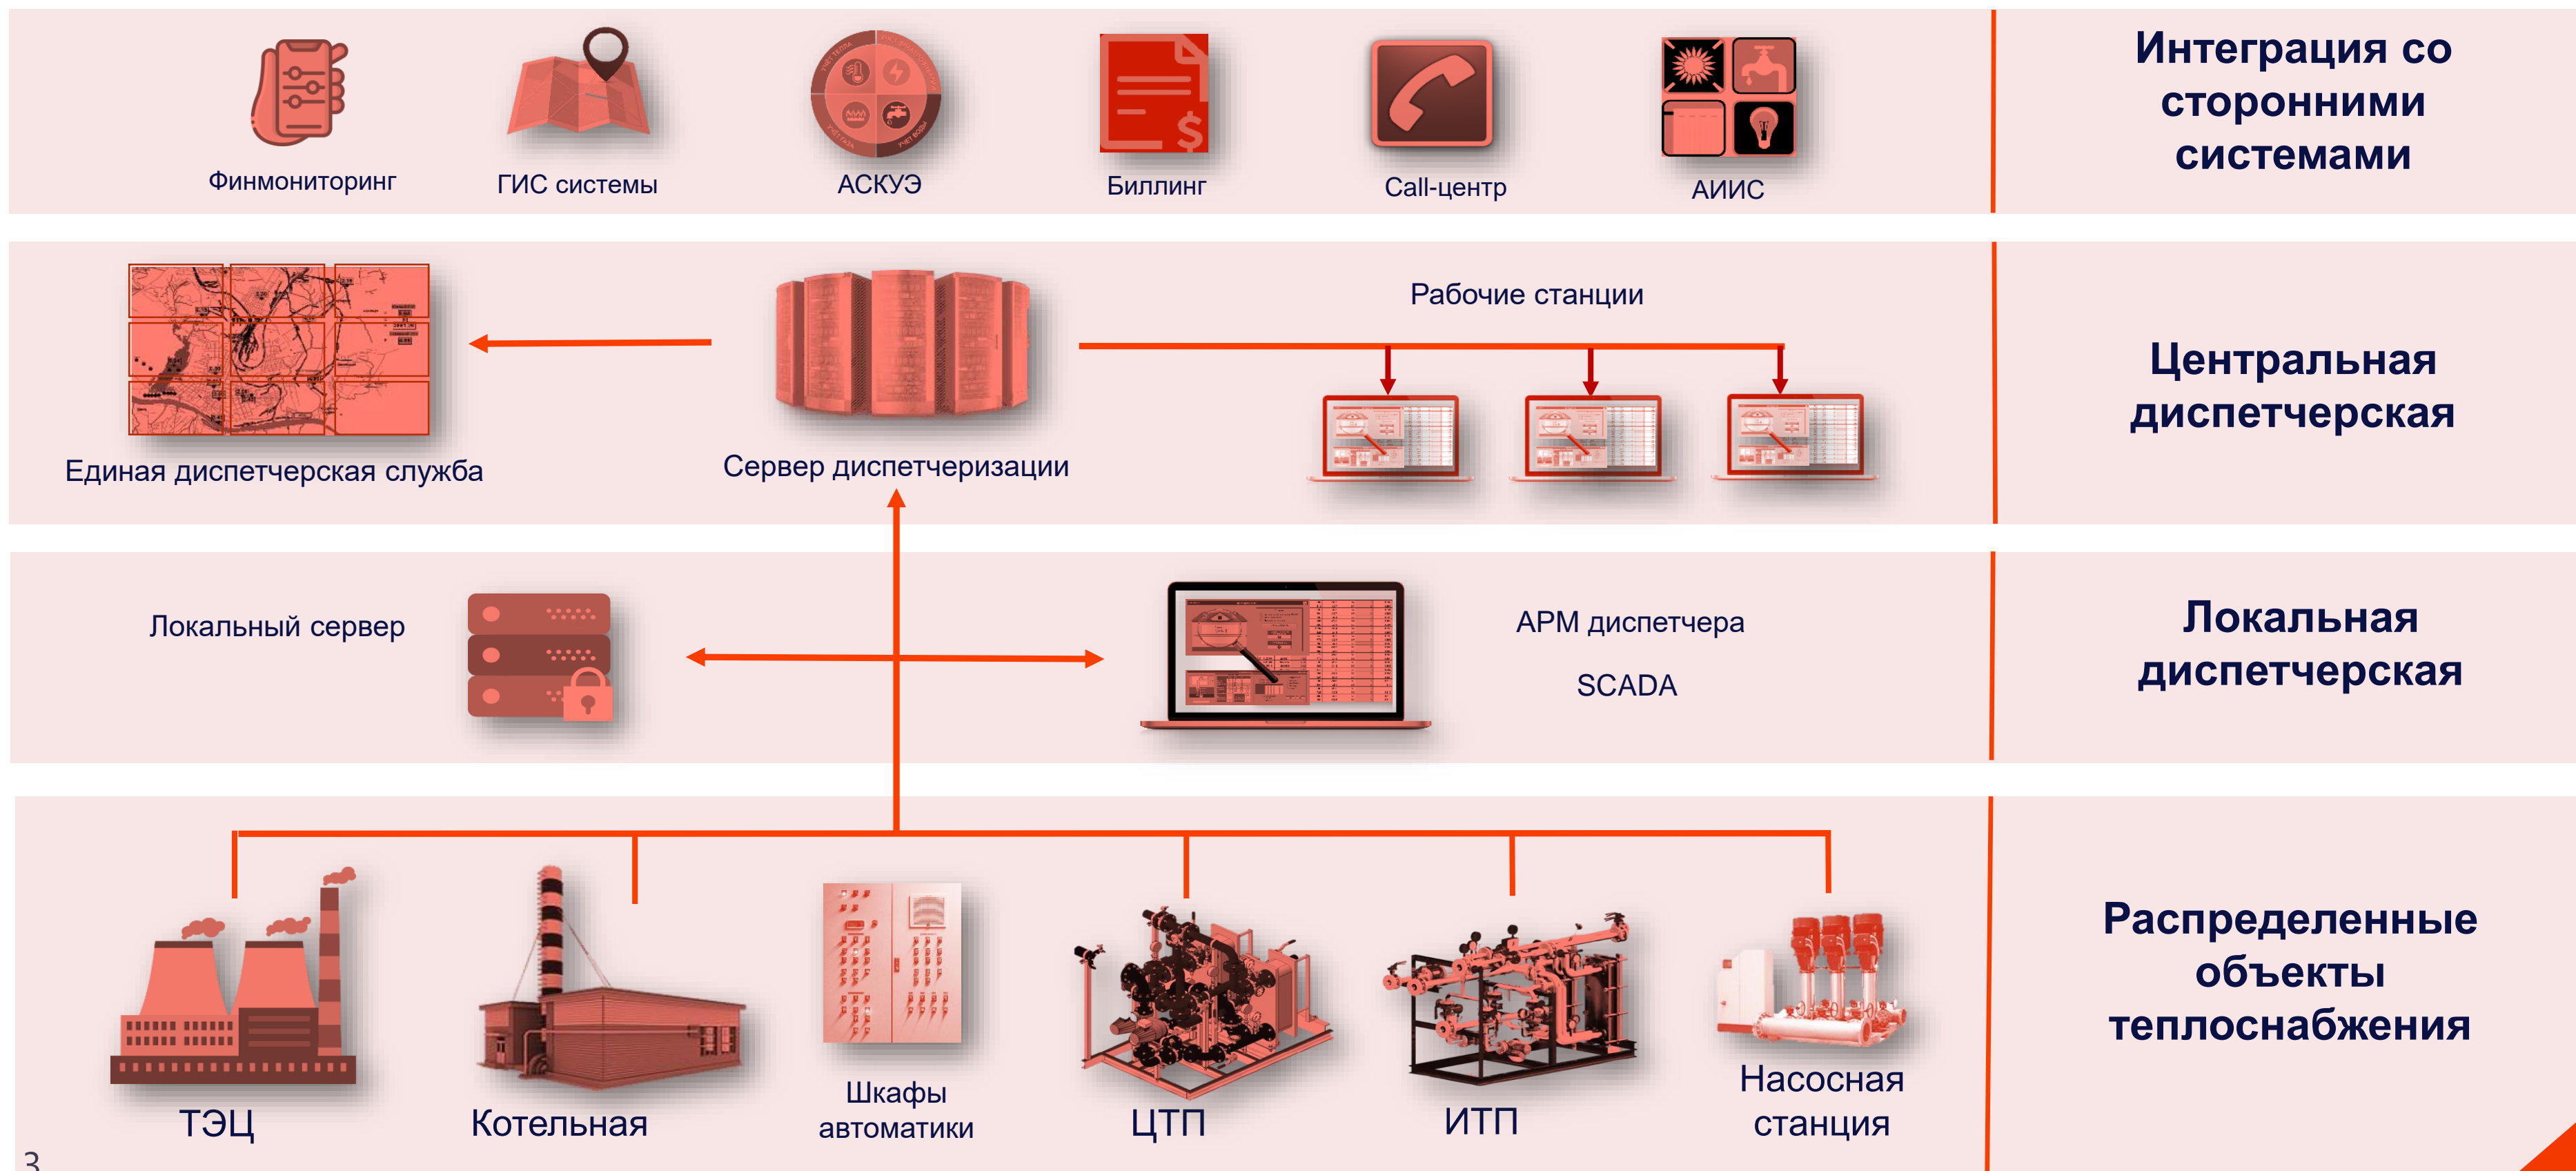 Интеграция со
сторонними
системами
Финмониторинг
ГИС системы
АСКУЭ
Биллинг
Call-центр
АИИС
Рабочие станции
Центральная
диспетчерская
Единая диспетчерская служба
Сервер диспетчеризации
Локальный сервер
АРМ диспетчера
SCADA
Локальная
диспетчерская
Распределенные
объекты
теплоснабжения
ТЭЦ
Котельная
Шкафы
автоматики
ЦТП
ИТП
Насосная
станция
3